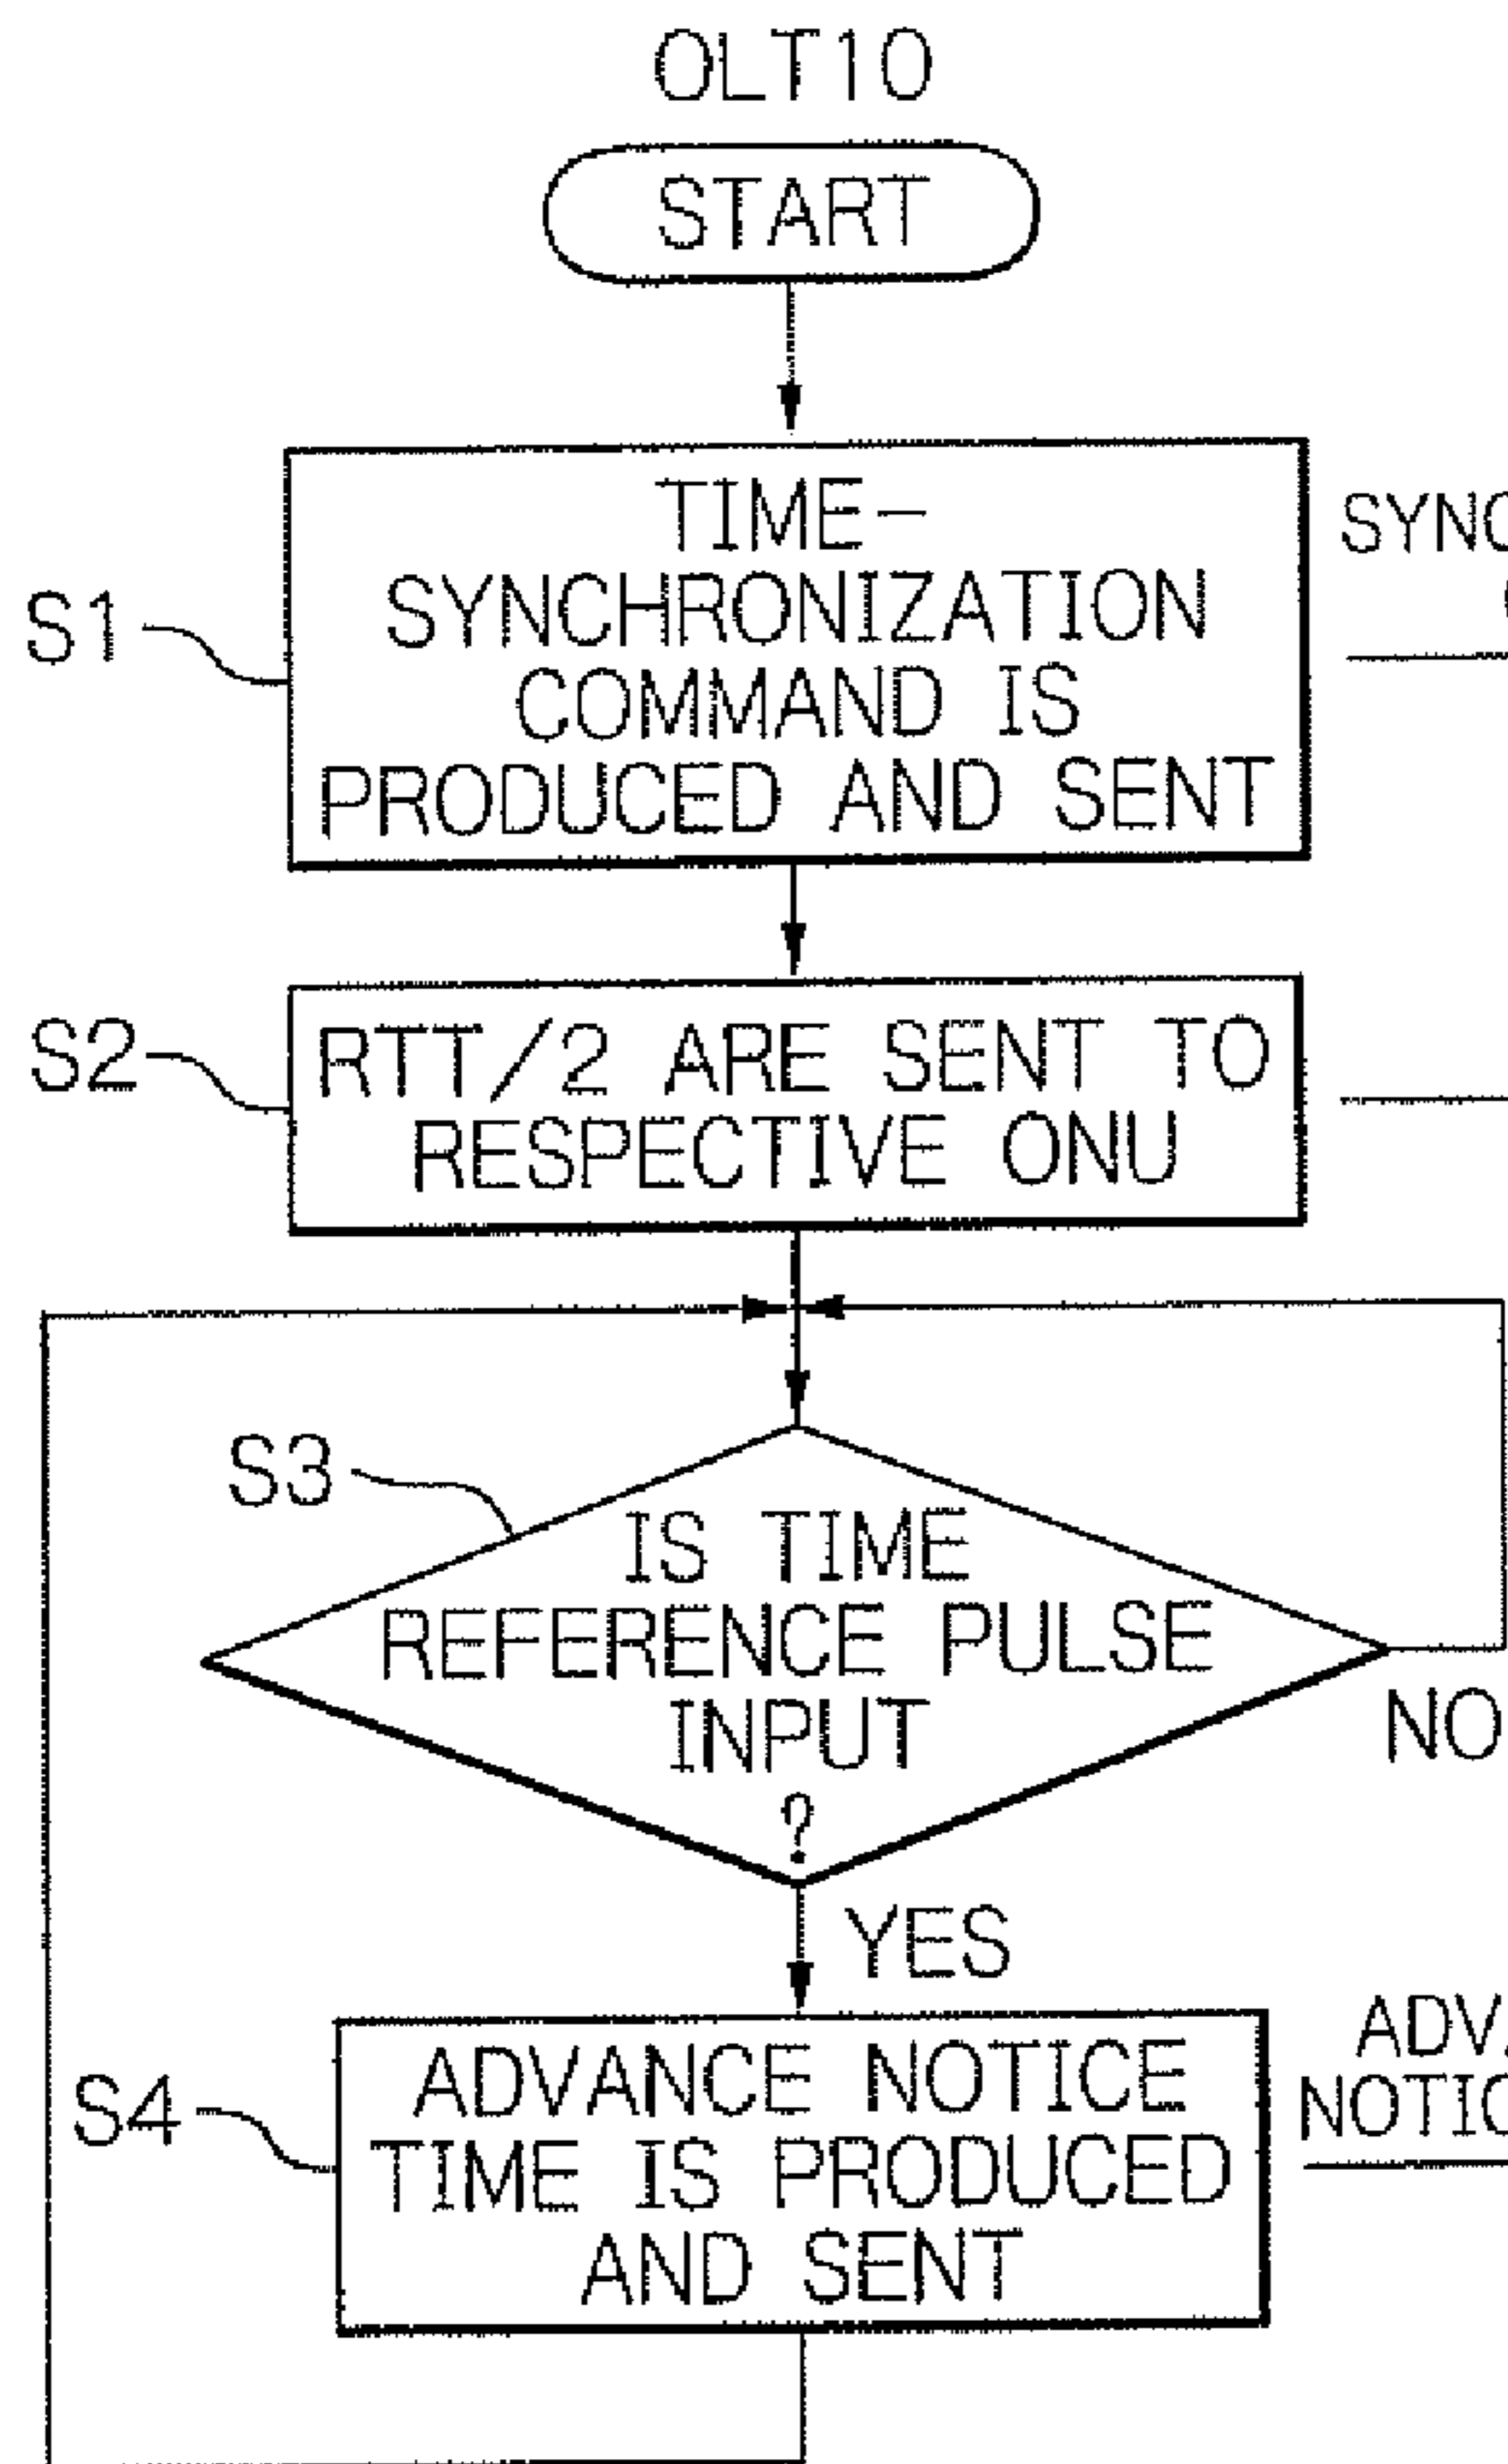 OLT10
START
S1
TIME-
SYNCHRONIZATION
COMMAND IS
PRODUCED AND SENT
S2
RTT/2 ARE SENT TO
RESPECTIVE ONU
S3
IS TIME
REFERENCE PULSE
INPUT
?
NO
YES
S4
ADVANCE NOTICE
TIME IS PRODUCED
AND SENT